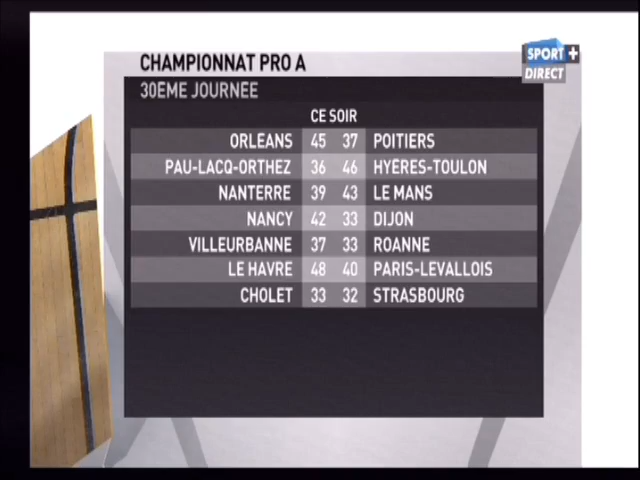 CHAMPIONNAT PRO A
SPORT+
DIRECT
30EME JOURNÉE
CE SOIR
ORLÉANS 45 37 POITIERS
PAU-LACQ-ORTHEZ 36 46 HYÈRES-TOULON
NANTERRE 39 43 LE MANS
NANCY 42 33 DIJON
VILLEURBANNE 37 33 ROANNE
LE HAVRE 48 40 PARIS-LEVALLOIS
CHOLET 33 32 STRASBOURG